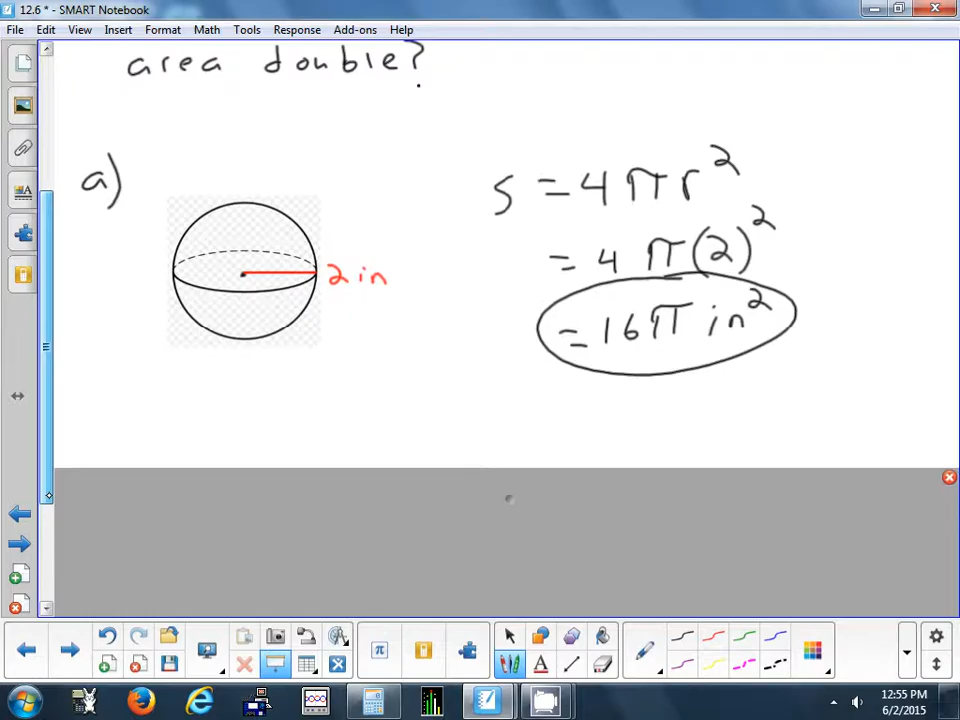 12.6 * - SMART Notebook
File Edit View Insert Format Math Tools Response Add-ons Help
area double?
a)
2 in
S = 4πr²
= 4π(2)²
= 16π in²
12:55 PM
6/2/2015